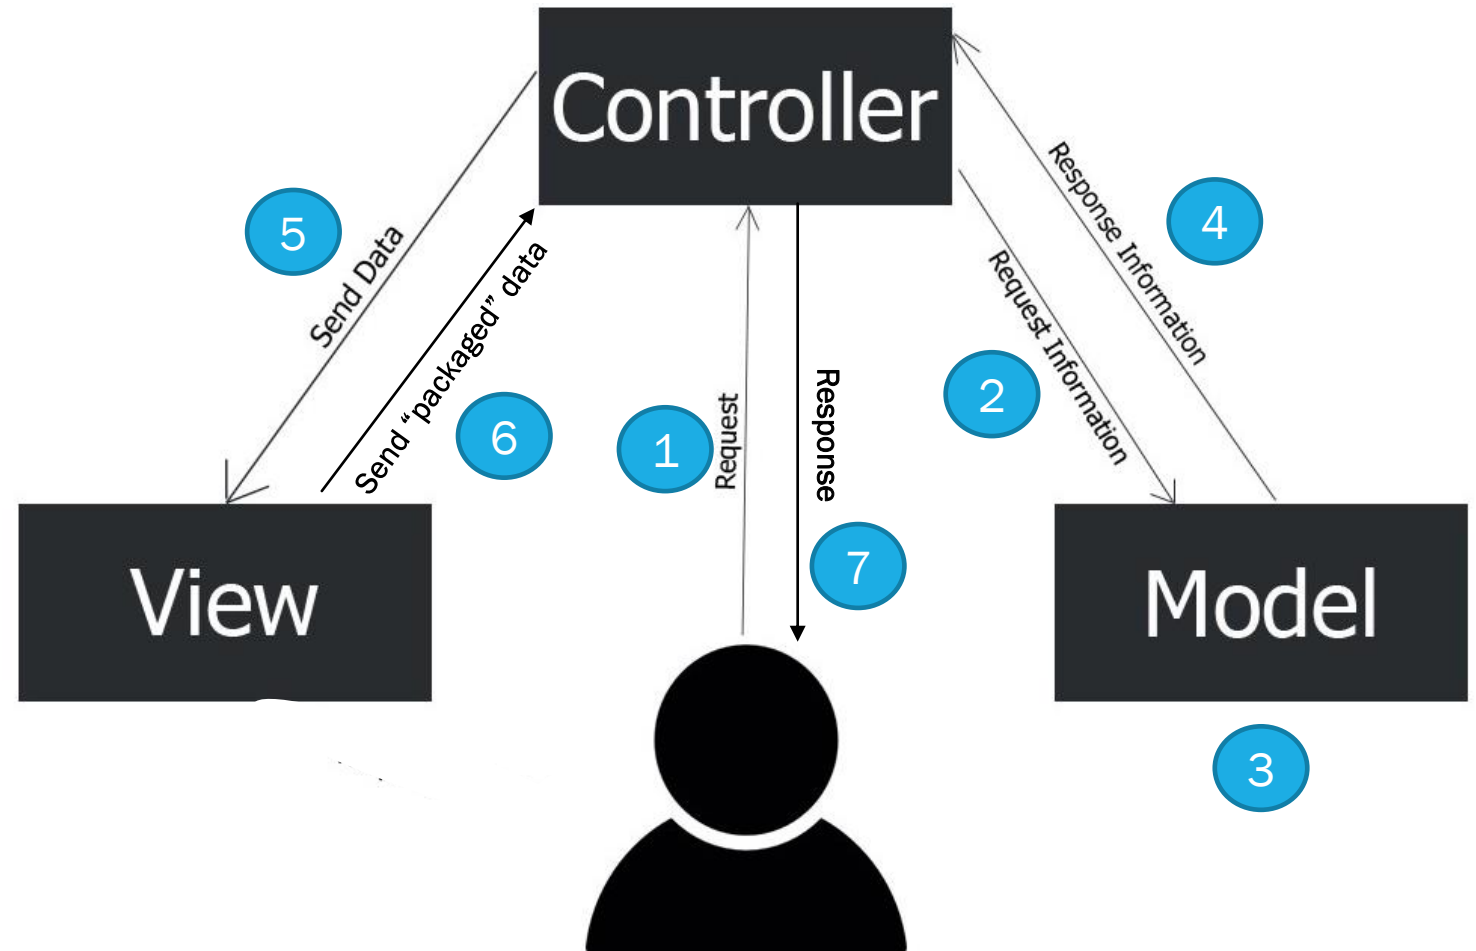 Controller
5
Send Data
Send “packaged” data
6
1
Request
Response
7
2
Request Information
Response Information
4
View
Model
3